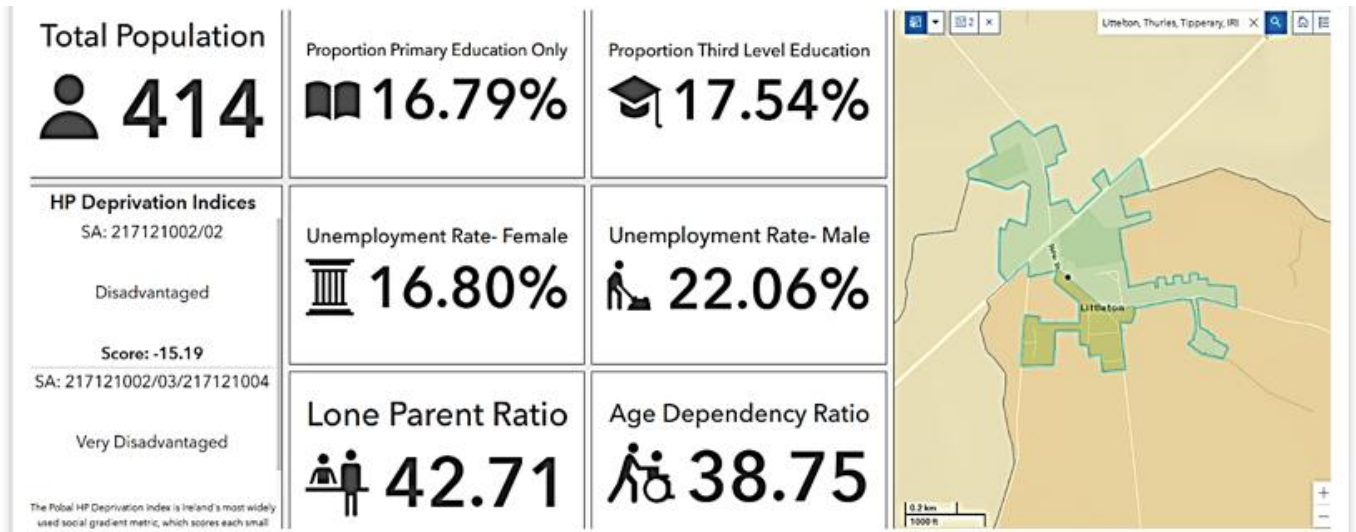 Total Population
414
Proportion Primary Education Only
16.79%
Proportion Third Level Education
17.54%
HP Deprivation Indices
SA: 217121002/02
Disadvantaged
Score: -15.19
SA: 217121002/03/217121004
Very Disadvantaged
The Pobal HP Deprivation Index is Ireland's most widely
used social gradient metric, which scores each small
Unemployment Rate- Female
16.80%
Unemployment Rate- Male
22.06%
Lone Parent Ratio
42.71
Age Dependency Ratio
38.75
2
Littelton, Thurles, Tipperary, IRl
Littleton
0.2 km
1000 ft